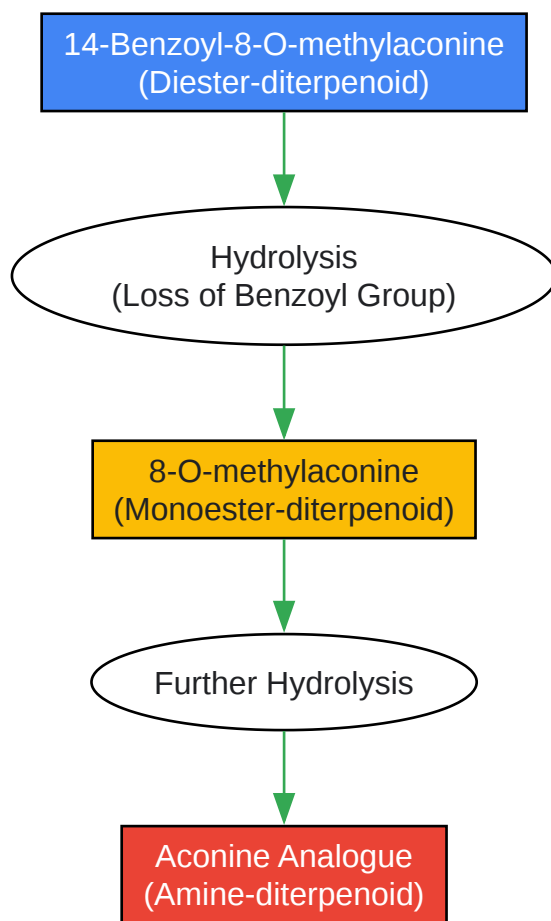 14-Benzoyl-8-O-methylaconine
(Diester-diterpenoid)
Hydrolysis
(Loss of Benzoyl Group)
8-O-methylaconine
(Monoester-diterpenoid)
Further Hydrolysis
Aconine Analogue
(Amine-diterpenoid)